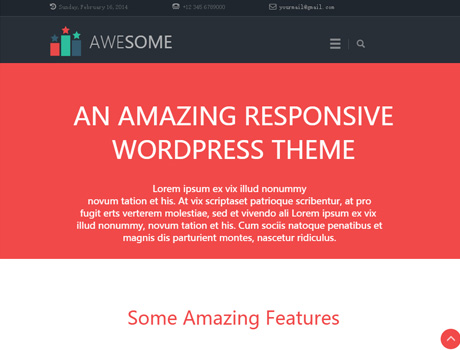 Sunday, February 16, 2014
+12 345 6789000
yourmail@gmail.com
AWESOME
AN AMAZING RESPONSIVE
WORDPRESS THEME
Lorem ipsum ex vix illud nonummy
novum tation et his. At vix scriptaset patrioque scribentur, at pro
fugit erts verterem molestiae, sed et vivendo ali Lorem ipsum ex vix
illud nonummy, novum tation et his. Cum sociis natoque penatibus et
magnis dis parturient montes, nascetur ridiculus.
Some Amazing Features